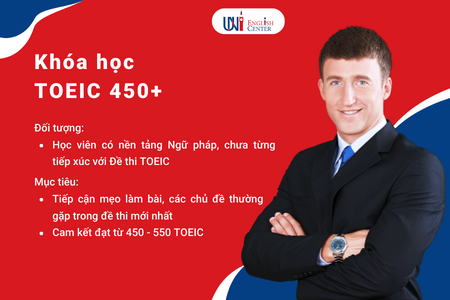 UNI ENGLISH
CENTER
Khóa học
TOEIC 450+
Đối tượng:
• Học viên có nền tảng Ngữ pháp, chưa từng
tiếp xúc với Đề thi TOEIC
Mục tiêu:
• Tiếp cận mẹo làm bài, các chủ đề thường
gặp trong đề thi mới nhất
• Cam kết đạt từ 450 - 550 TOEIC